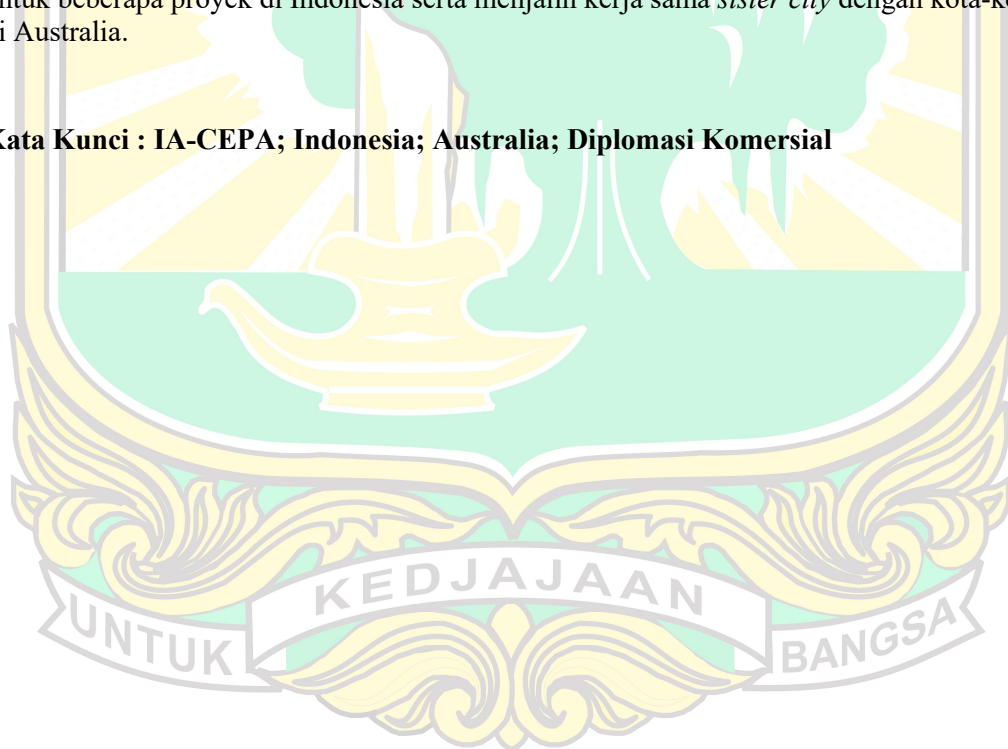 beberapa proyek di Indonesia serta menjalin kerja sama sister city dengan
Australia.
Kunci : IA-CEPA; Indonesia; Australia; Diplomasi Komersial
UNTUK KEDJAJAAN BANGSA